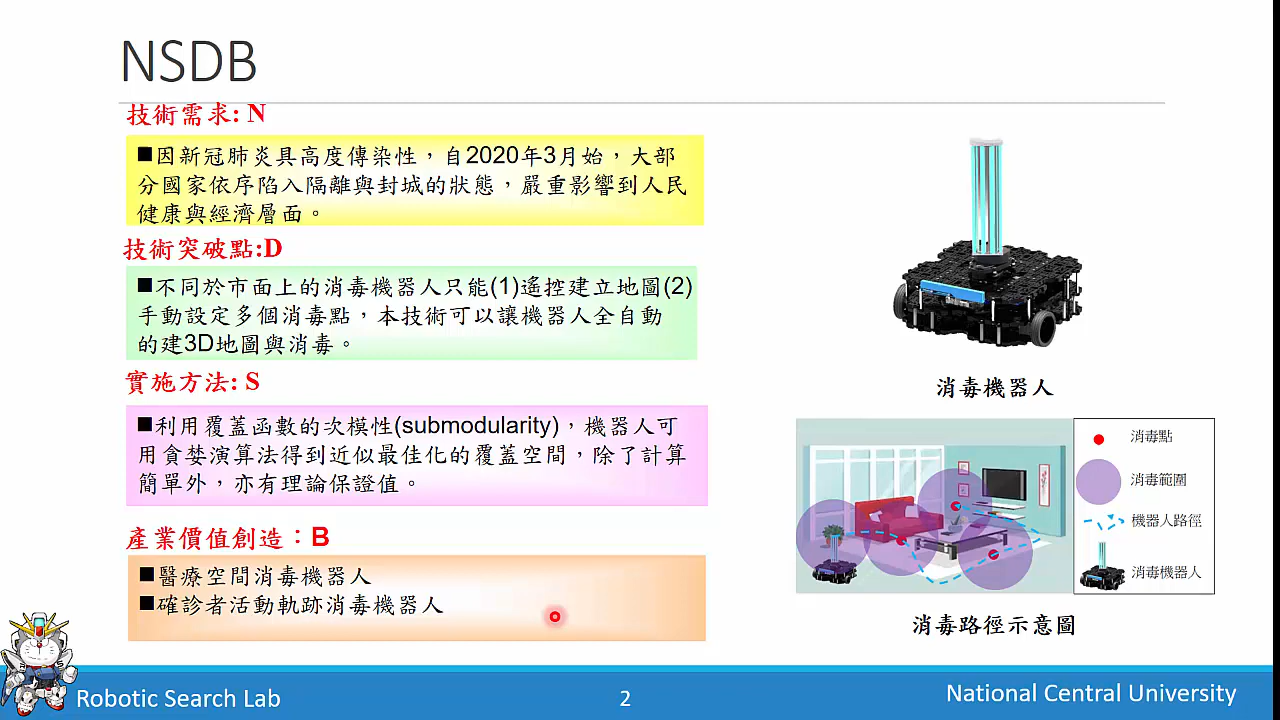 NSDB
技術需求: N
■因新冠肺炎具高度傳染性，自2020年3月始，大部
分國家依序陷入隔離與封城的狀態，嚴重影響到人民
健康與經濟層面。
技術突破點:D
■不同於市面上的消毒機器人只能(1)遙控建立地圖(2)
手動設定多個消毒點，本技術可以讓機器人全自動
的建3D地圖與消毒。
實施方法: S
■利用覆蓋函數的次模性(submodularity)，機器人可
用貪婪演算法得到近似最佳化的覆蓋空間，除了計算
簡單外，亦有理論保證值。
產業價值創造：B
■醫療空間消毒機器人
■確診者活動軌跡消毒機器人
消毒機器人
消毒點
消毒範圍
機器人路徑
消毒機器人
消毒路徑示意圖
Robotic Search Lab
2
National Central University